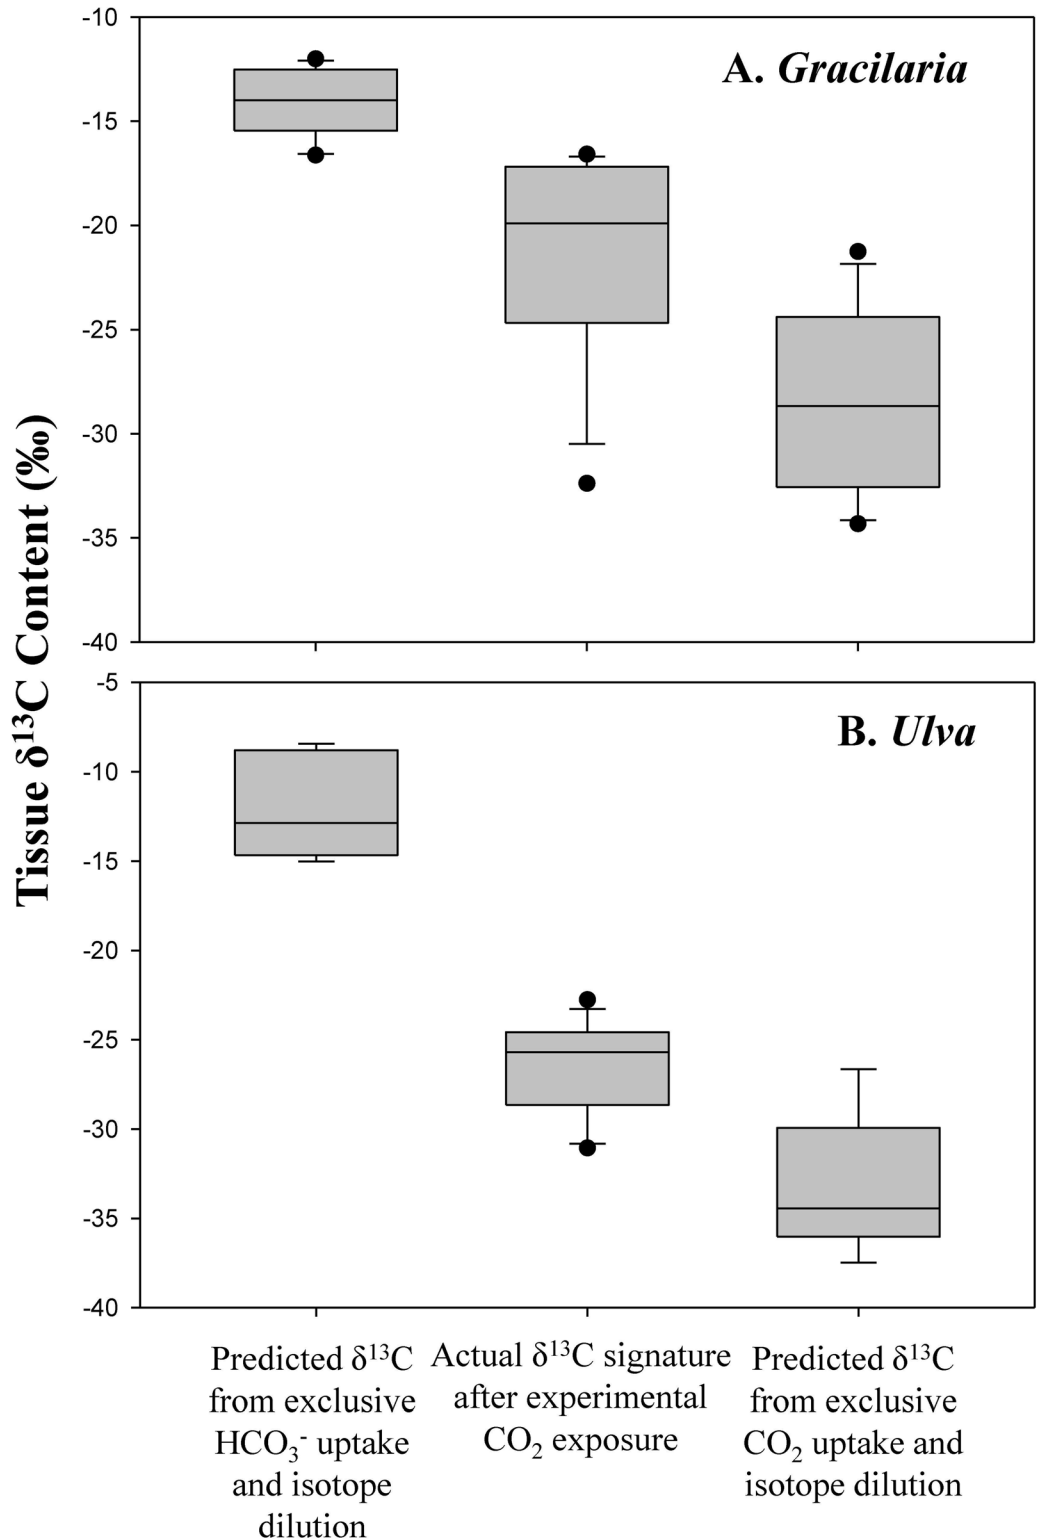 Tissue δ¹³C Content (‰)
-10
-15
-20
-25
-30
-35
-40
A. Gracilaria
-5
-10
-15
-20
-25
-30
-35
-40
B. Ulva
Predicted δ¹³C
from exclusive
HCO₃⁻ uptake
and isotope
dilution
Actual δ¹³C signature
after experimental
CO₂ exposure
Predicted δ¹³C
from exclusive
CO₂ uptake and
isotope dilution